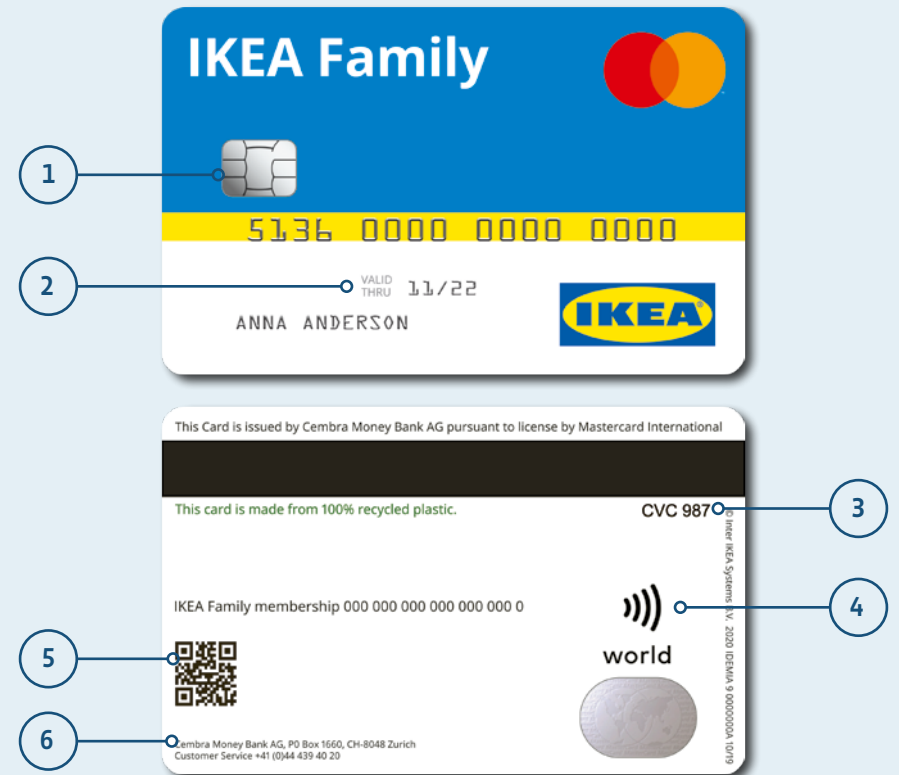 IKEA Family
1
5136 0000 0000 0000
2
VALID
THRU 11/22
ANNA ANDERSON
IKEA
This Card is issued by Cembra Money Bank AG pursuant to license by Mastercard International
This card is made from 100% recycled plastic.
CVC 987
3
© Inter IKEA Systems B.V. 2020 IDEMIA 9 0000000A 10/19
IKEA Family membership 000 000 000 000 000 000 0
4
world
5
6
Cembra Money Bank AG, P0 Box 1660, CH-8048 Zurich
Customer Service +41 (0)44 439 40 20